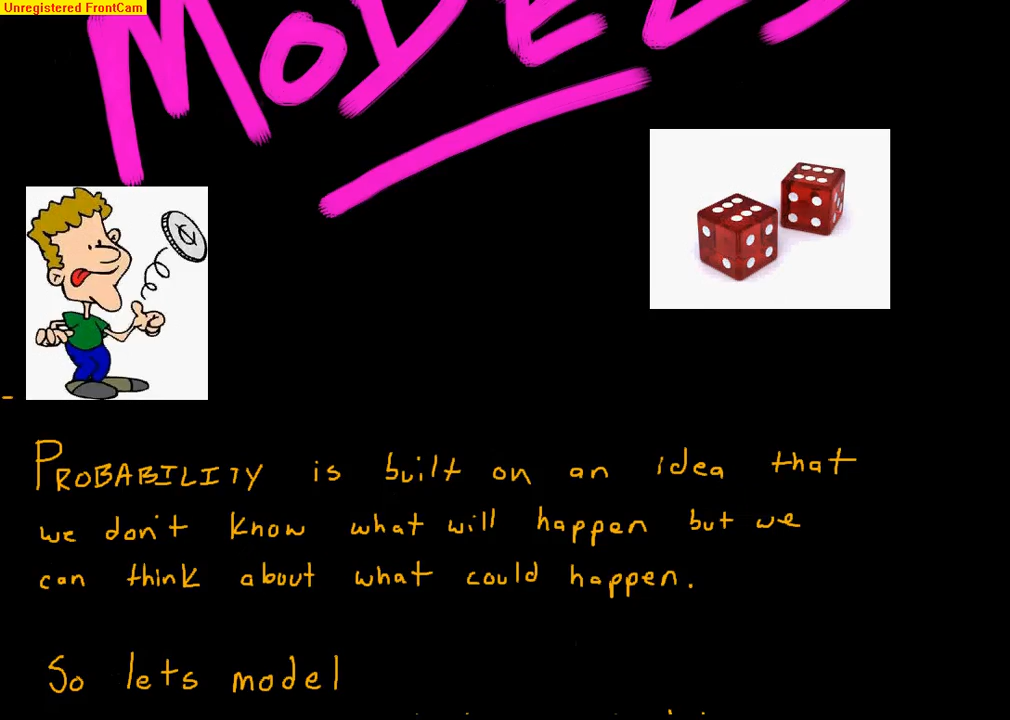 Unregistered FrontCam
MODELS
PROBABILITY is built on an idea that
we don't know what will happen but we
can think about what could happen.
So lets model